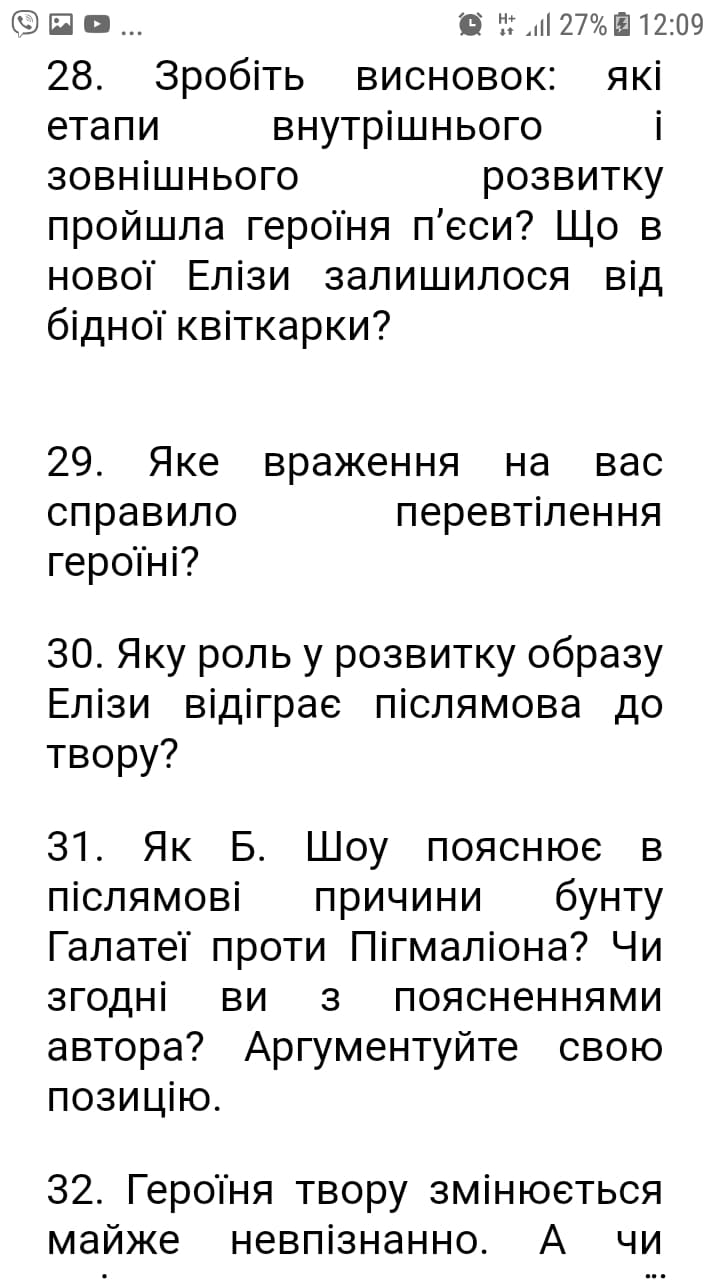 ... 27% 12:09
28. Зробіть висновок: які
етапи внутрішнього і
зовнішнього розвитку
пройшла героїня п’єси? Що в
нової Елізи залишилося від
бідної квіткарки?
29. Яке враження на вас
справило перевтілення
героїні?
30. Яку роль у розвитку образу
Елізи відіграє післямова до
твору?
31. Як Б. Шоу пояснює в
післямові причини бунту
Галатеї проти Пігмаліона? Чи
згодні ви з поясненнями
автора? Аргументуйте свою
позицію.
32. Героїня твору змінюється
майже невпізнанно. А чи